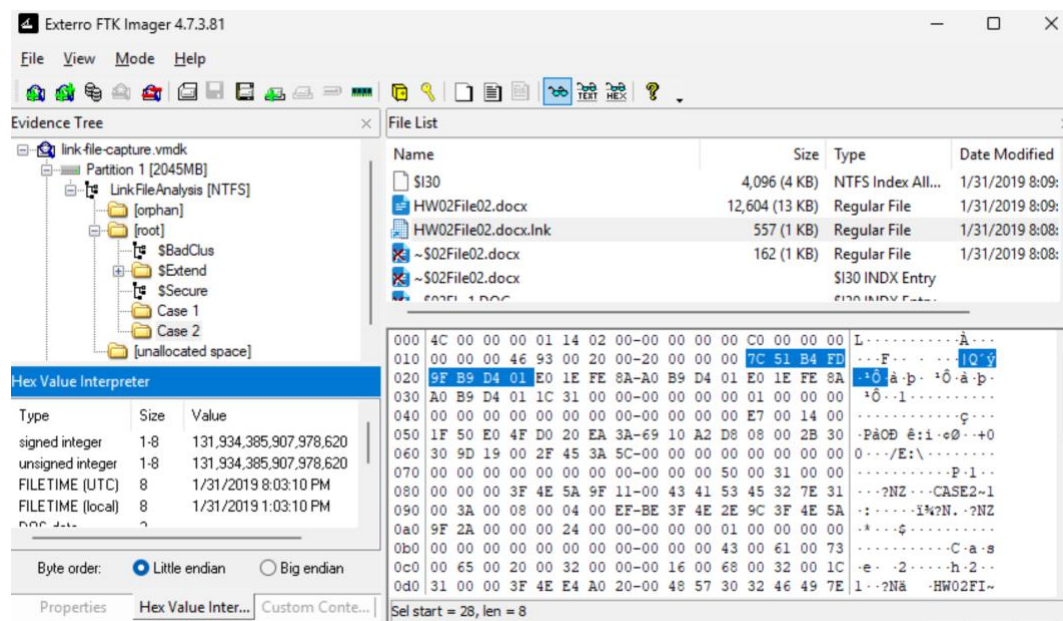 Exterro FTK Imager 4.7.3.81
File View Mode Help
Evidence Tree
link-file-capture.vmdk
Partition 1 [2045MB]
LinkFileAnalysis [NTFS]
[orphan]
[root]
$BadClus
$Extend
$Secure
Case 1
Case 2
[unallocated space]
File List
Name Size Type Date Modified
$I30 4,096 (4 KB) NTFS Index All... 1/31/2019 8:09:
HW02File02.docx 12,604 (13 KB) Regular File 1/31/2019 8:09:
HW02File02.docx.lnk 557 (1 KB) Regular File 1/31/2019 8:08:
~$02File02.docx 162 (1 KB) Regular File 1/31/2019 8:08:
~$02File02.docx $I30 INDX Entry
Hex Value Interpreter
Type Size Value
signed integer 1-8 131,934,385,907,978,620
unsigned integer 1-8 131,934,385,907,978,620
FILETIME (UTC) 8 1/31/2019 8:03:10 PM
FILETIME (local) 8 1/31/2019 1:03:10 PM
Byte order: Little endian Big endian
Properties Hex Value Inter... Custom Conte...
000 4C 00 00 00 01 14 02 00-00 00 00 00 C0 00 00 00 L···········À···
010 00 00 00 46 93 00 20 00-20 00 00 00 7C 51 B4 FD ···F·· · ···|Q´ý
020 9F B9 D4 01 E0 1E FE 8A-A0 B9 D4 01 E0 1E FE 8A ·¹Ô·à·þ· ¹Ô·à·þ·
030 A0 B9 D4 01 1C 31 00 00-00 00 00 00 01 00 00 00 ¹Ô··1··········
040 00 00 00 00 00 00 00 00-00 00 00 00 E7 00 14 00 ············ç···
050 1F 50 E0 4F D0 20 EA 3A-69 10 A2 D8 08 00 2B 30 ·PàOÐ ê:i·¢Ø··+0
060 30 9D 19 00 2F 45 3A 5C-00 00 00 00 00 00 00 00 0···/E:\········
070 00 00 00 00 00 00 00 00-00 00 00 50 00 31 00 00 ···········P·1··
080 00 00 00 3F 4E 5A 9F 11-00 43 41 53 45 32 7E 31 ···?NZ···CASE2~1
090 00 3A 00 08 00 04 00 EF-BE 3F 4E 2E 9C 3F 4E 5A ·:·····ï¾?N.·?NZ
0a0 9F 2A 00 00 00 24 00 00-00 00 00 01 00 00 00 00 ·*···$··········
0b0 00 00 00 00 00 00 00 00-00 00 00 43 00 61 00 73 ···········C·a·s
0c0 00 65 00 20 00 32 00 00-00 16 00 68 00 32 00 1C ·e· ·2·····h·2··
0d0 31 00 00 3F 4E E4 A0 20-00 48 57 30 32 46 49 7E 1··?Nä  ·HW02FI~
Sel start = 28, len = 8